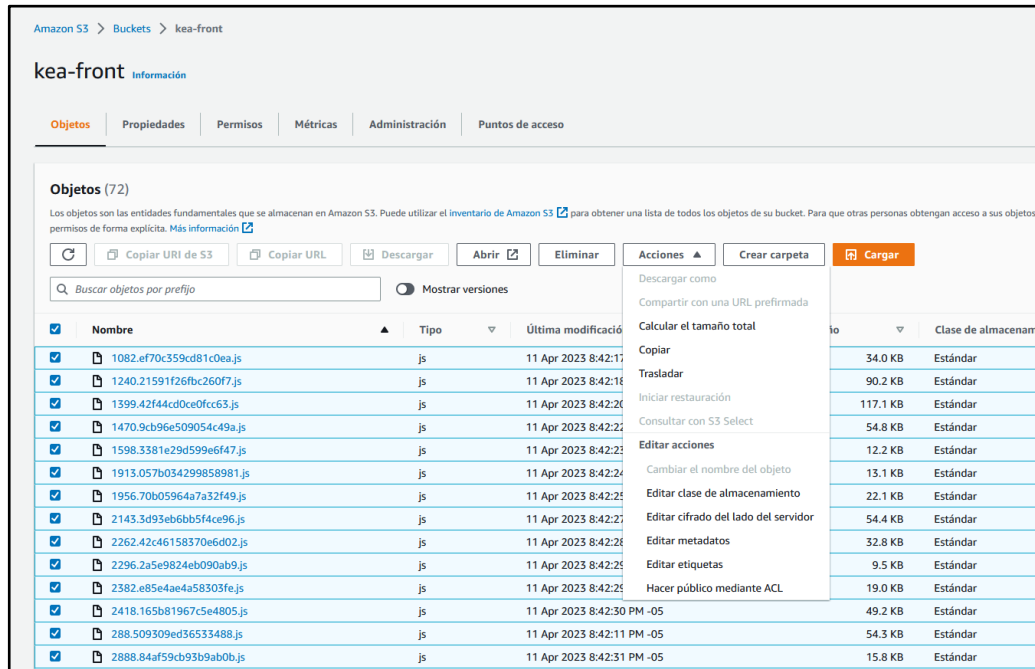 Amazon S3 > Buckets > kea-front
kea-front Información
Objetos Propiedades Permisos Métricas Administración Puntos de acceso
Objetos (72)
Los objetos son las entidades fundamentales que se almacenan en Amazon S3. Puede utilizar el inventario de Amazon S3 para obtener una lista de todos los objetos de su bucket. Para que otras personas obtengan acceso a sus objetos
permisos de forma explícita. Más información
Copiar URI de S3 Copiar URL Descargar Abrir Eliminar Acciones Crear carpeta Cargar
Buscar objetos por prefijo Mostrar versiones
Descargar como
Compartir con una URL prefirmada
Calcular el tamaño total
Copiar
Trasladar
Iniciar restauración
Consultar con S3 Select
Editar acciones
Cambiar el nombre del objeto
Editar clase de almacenamiento
Editar cifrado del lado del servidor
Editar metadatos
Editar etiquetas
Hacer público mediante ACL
Nombre Tipo Última modificació ño Clase de almacenam
1082.ef70c359cd81c0ea.js js 11 Apr 2023 8:42:17 34.0 KB Estándar
1240.21591f26fbc260f7.js js 11 Apr 2023 8:42:18 90.2 KB Estándar
1399.42f44cd0ce0fcc63.js js 11 Apr 2023 8:42:20 117.1 KB Estándar
1470.9cb96e509054c49a.js js 11 Apr 2023 8:42:22 54.8 KB Estándar
1598.3381e29d599e6f47.js js 11 Apr 2023 8:42:23 12.2 KB Estándar
1913.057b034299858981.js js 11 Apr 2023 8:42:24 13.1 KB Estándar
1956.70b05964a7a32f49.js js 11 Apr 2023 8:42:25 22.1 KB Estándar
2143.3d93eb6bb5f4ce96.js js 11 Apr 2023 8:42:27 54.4 KB Estándar
2262.42c46158370e6d02.js js 11 Apr 2023 8:42:28 32.8 KB Estándar
2296.2a5e9824eb090ab9.js js 11 Apr 2023 8:42:29 9.5 KB Estándar
2382.e85e4ae4a58303fe.js js 11 Apr 2023 8:42:29 19.0 KB Estándar
2418.165b81967c5e4805.js js 11 Apr 2023 8:42:30 PM -05 49.2 KB Estándar
288.509309ed36533488.js js 11 Apr 2023 8:42:11 PM -05 54.3 KB Estándar
2888.84af59cb93b9ab0b.js js 11 Apr 2023 8:42:31 PM -05 15.8 KB Estándar